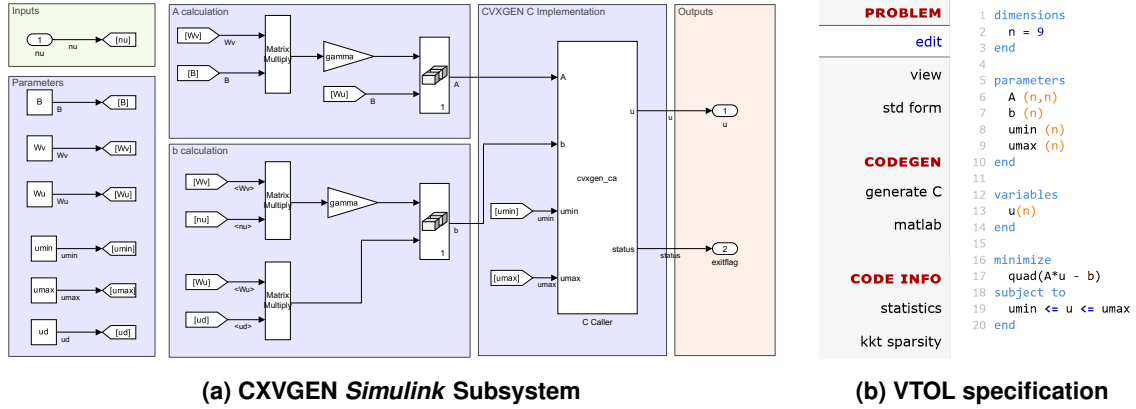 Inputs
1
nu
nu
[nu]
Parameters
B
B
[B]
Wv
Wv
[Wv]
Wu
Wu
[Wu]
umin
umin
[umin]
umax
umax
[umax]
ud
ud
[ud]
A calculation
[Wv]
Wv
[B]
B
Matrix
Multiply
gamma
[Wu]
B
1
A
b calculation
[Wv]
<Wv>
[nu]
<nu>
Matrix
Multiply
gamma
[Wu]
<Wu>
[ud]
<ud>
Matrix
Multiply
1
b
CVXGEN C Implementation
A
b
[umin]
umin
umin
[umax]
umax
umax
cvxgen_ca
u
status
C Caller
Outputs
u
1
u
status
2
exitflag
(a) CXVGEN Simulink Subsystem
PROBLEM
edit
view
std form
CODEGEN
generate C
matlab
CODE INFO
statistics
kkt sparsity
1 dimensions
2 n = 9
3 end
4
5 parameters
6 A (n,n)
7 b (n)
8 umin (n)
9 umax (n)
10 end
11
12 variables
13 u(n)
14 end
15
16 minimize
17 quad(A*u - b)
18 subject to
19 umin <= u <= umax
20 end
(b) VTOL specification